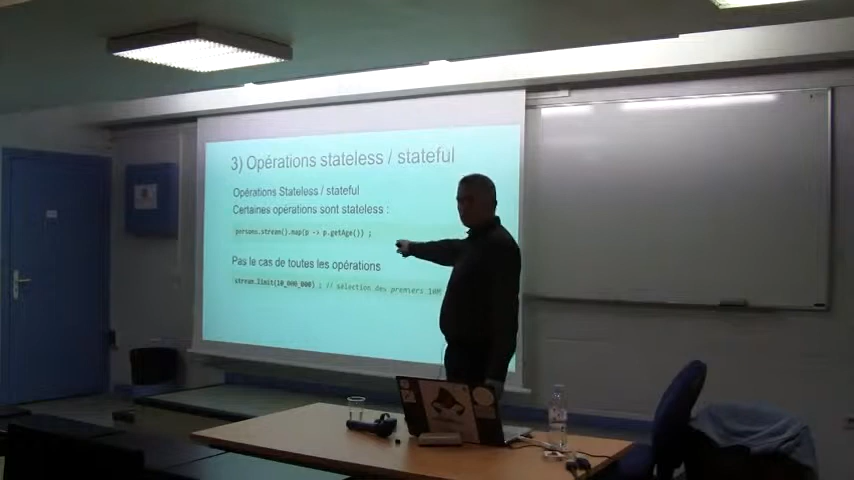 3) Opérations stateless / stateful
Opérations Stateless / stateful
Certaines opérations sont stateless :
persons.stream().map(p -> p.getAge()) ;
Pas le cas de toutes les opérations
stream.limit(10_000_000) ; // sélection des premiers 10M